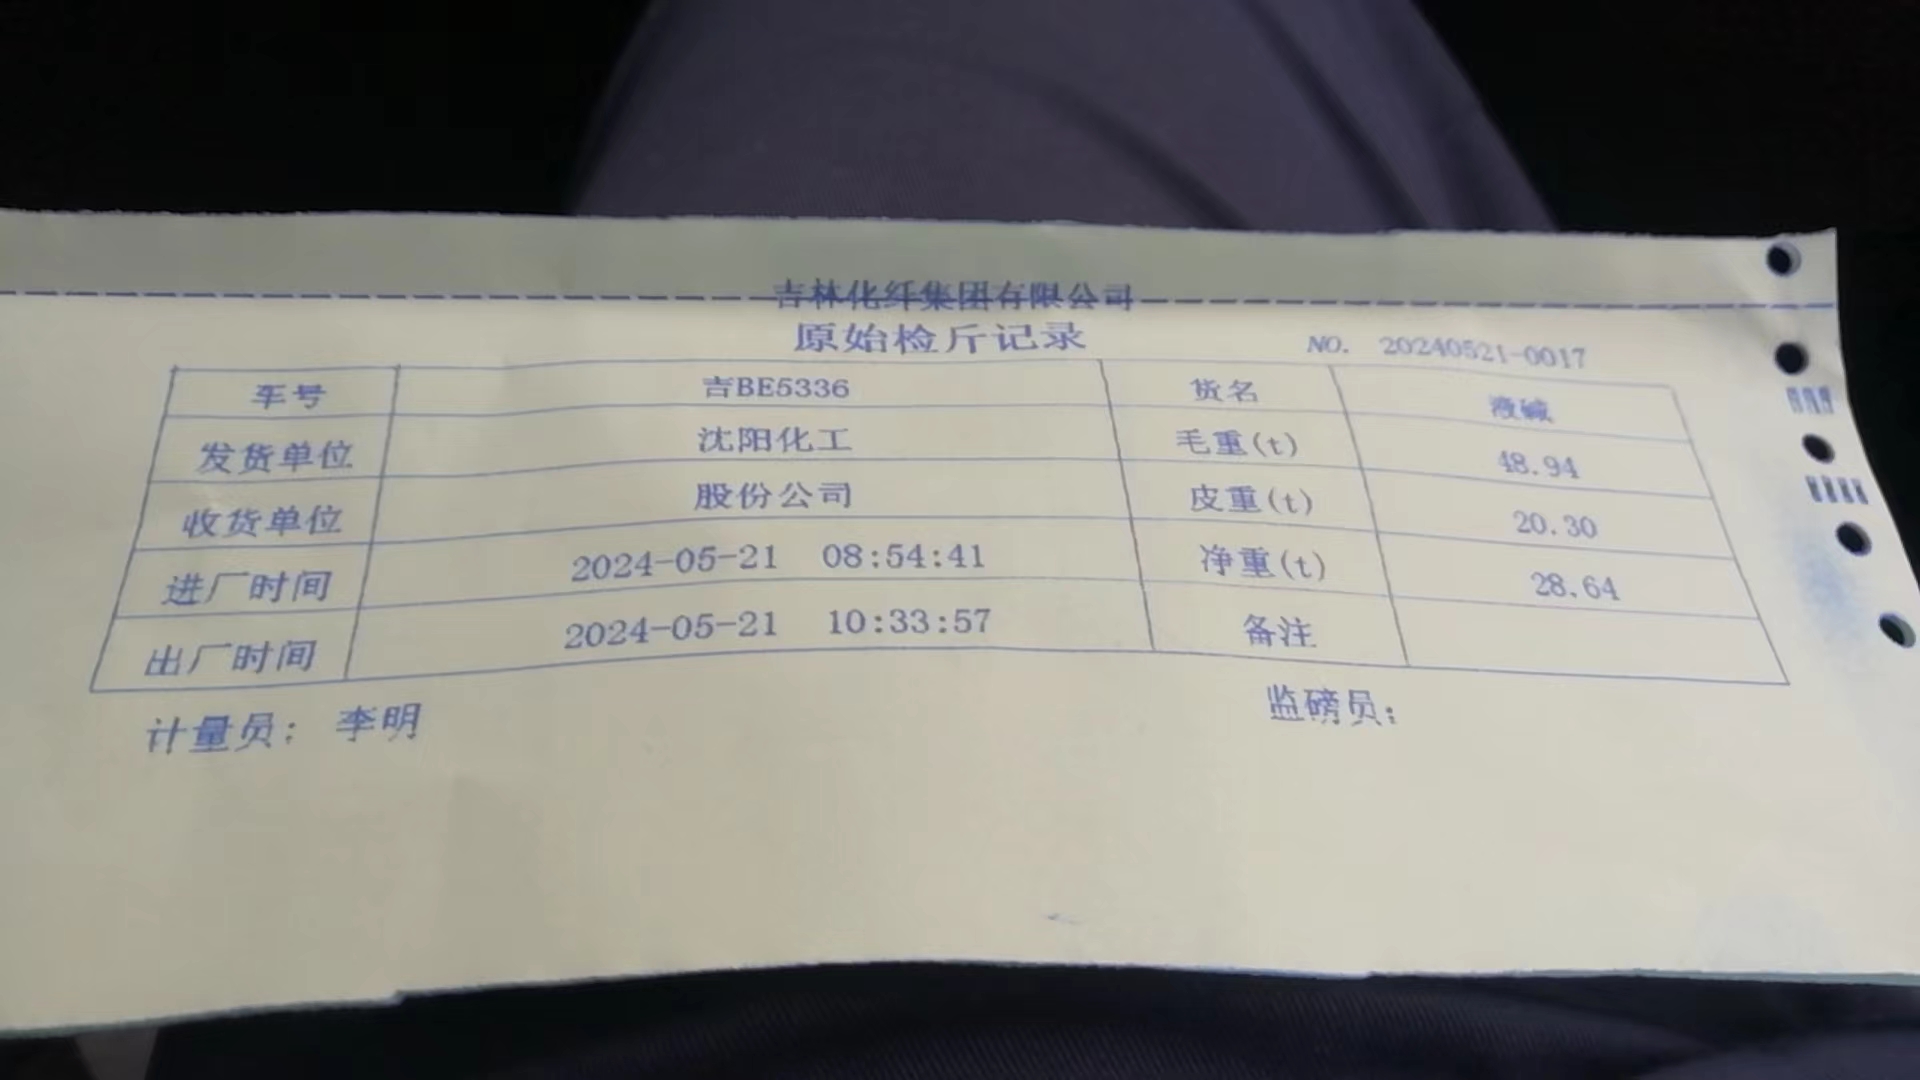 吉林化纤集团有限公司
原始检斤记录
NO. 20240521-0017
车号 吉BE5336 货名 液碱
发货单位 沈阳化工 毛重(t) 48.94
收货单位 股份公司 皮重(t) 20.30
进厂时间 2024-05-21 08:54:41 净重(t) 28.64
出厂时间 2024-05-21 10:33:57 备注
计量员: 李明 监磅员: